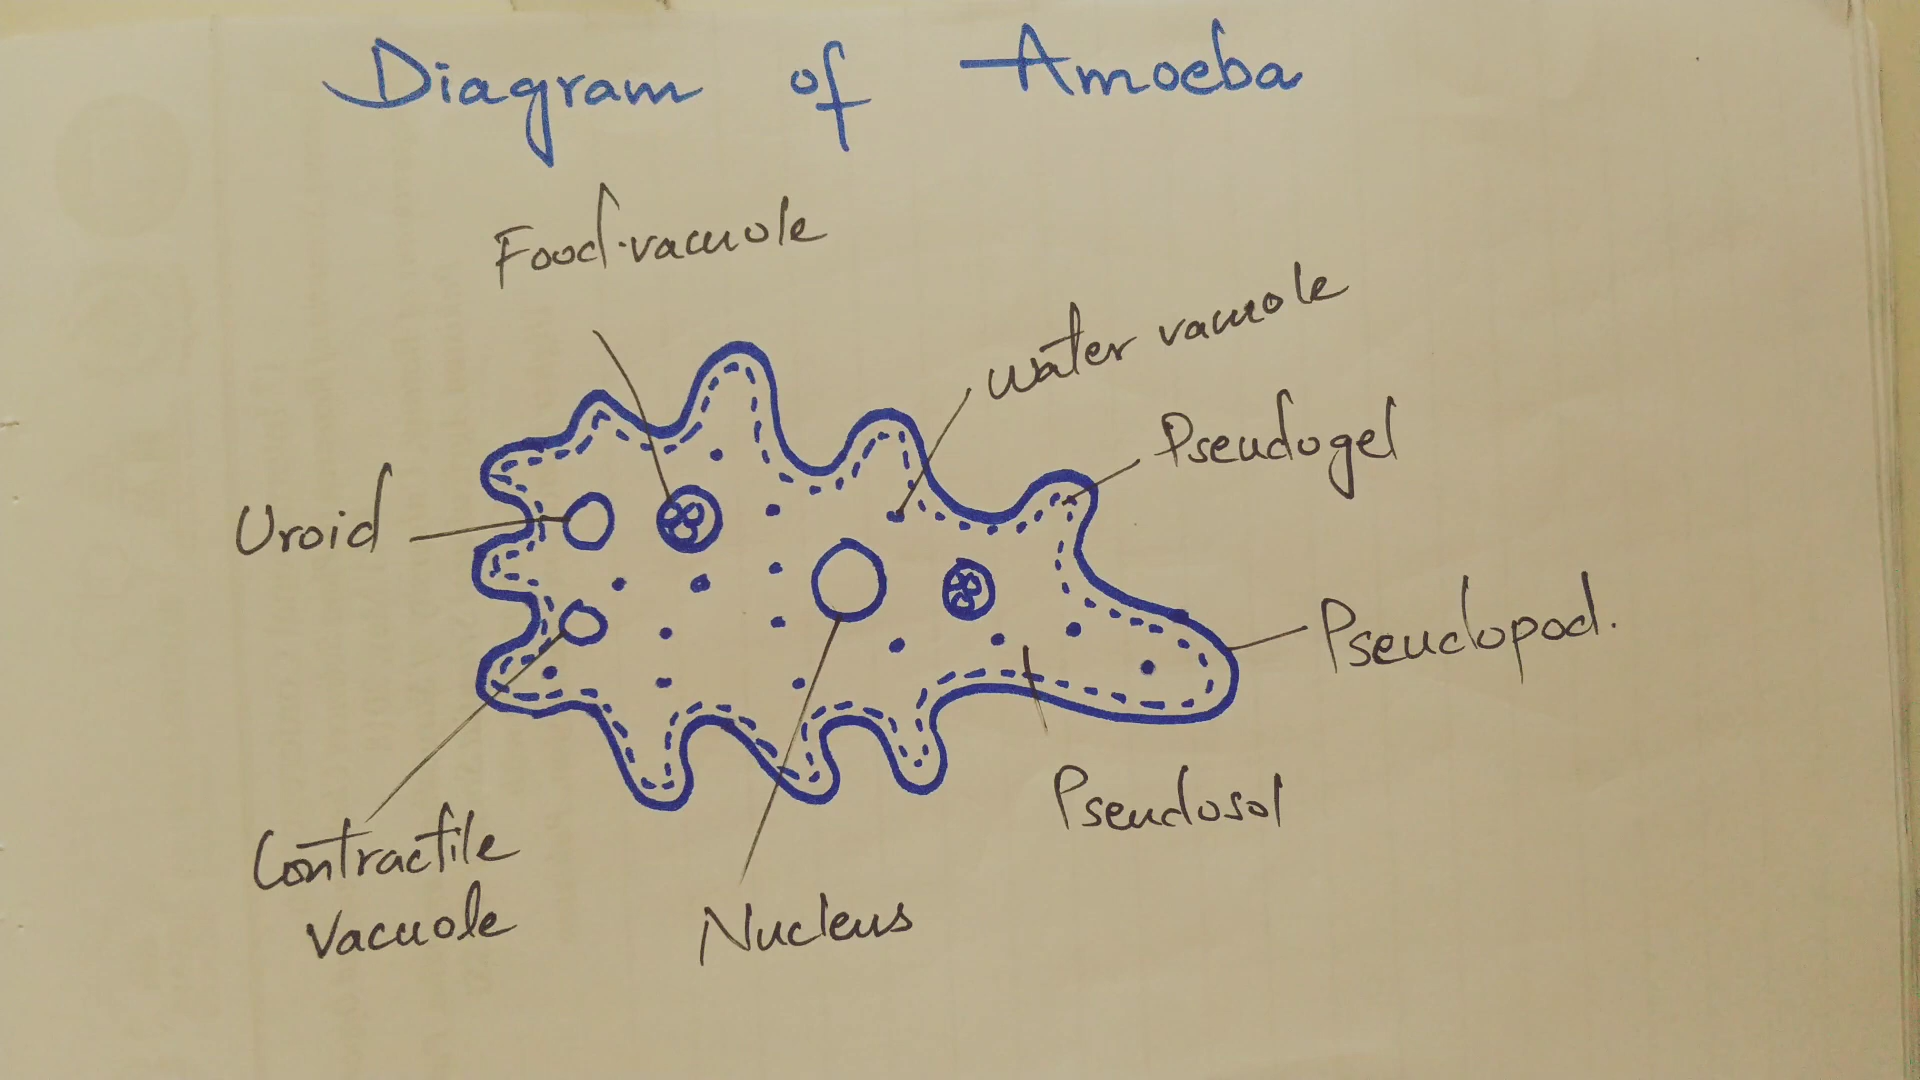 Diagram of Amoeba
Food-vacuole
water vacuole
Pseudogel
Uroid
Pseudopod.
Pseudosol
Contractile
Vacuole
Nucleus